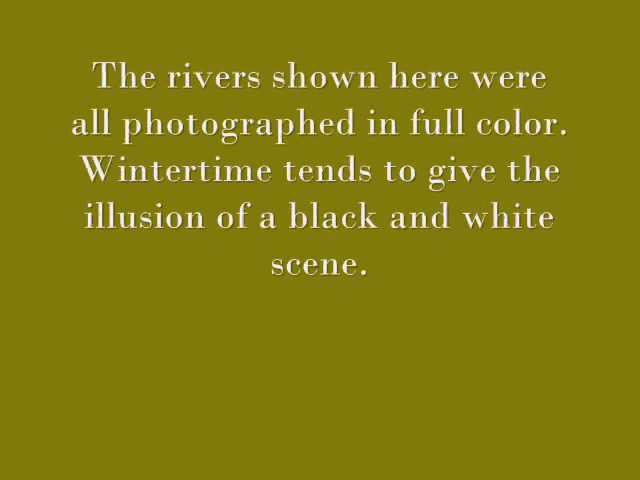 The rivers shown here were
all photographed in full color.
Wintertime tends to give the
illusion of a black and white
scene.